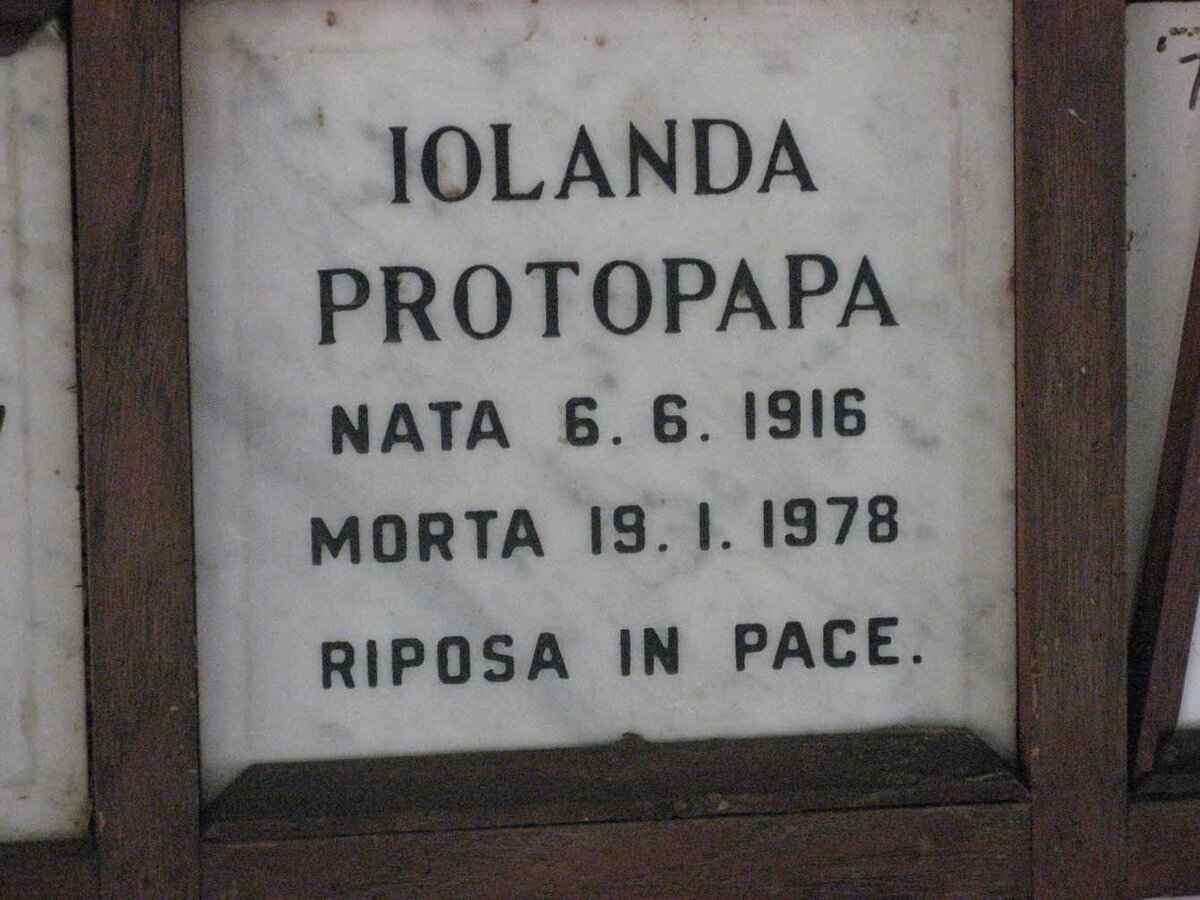 IOLANDA
PROTOPAPA
NATA 6. 6. 1916
MORTA 19. 1. 1978
RIPOSA IN PACE.